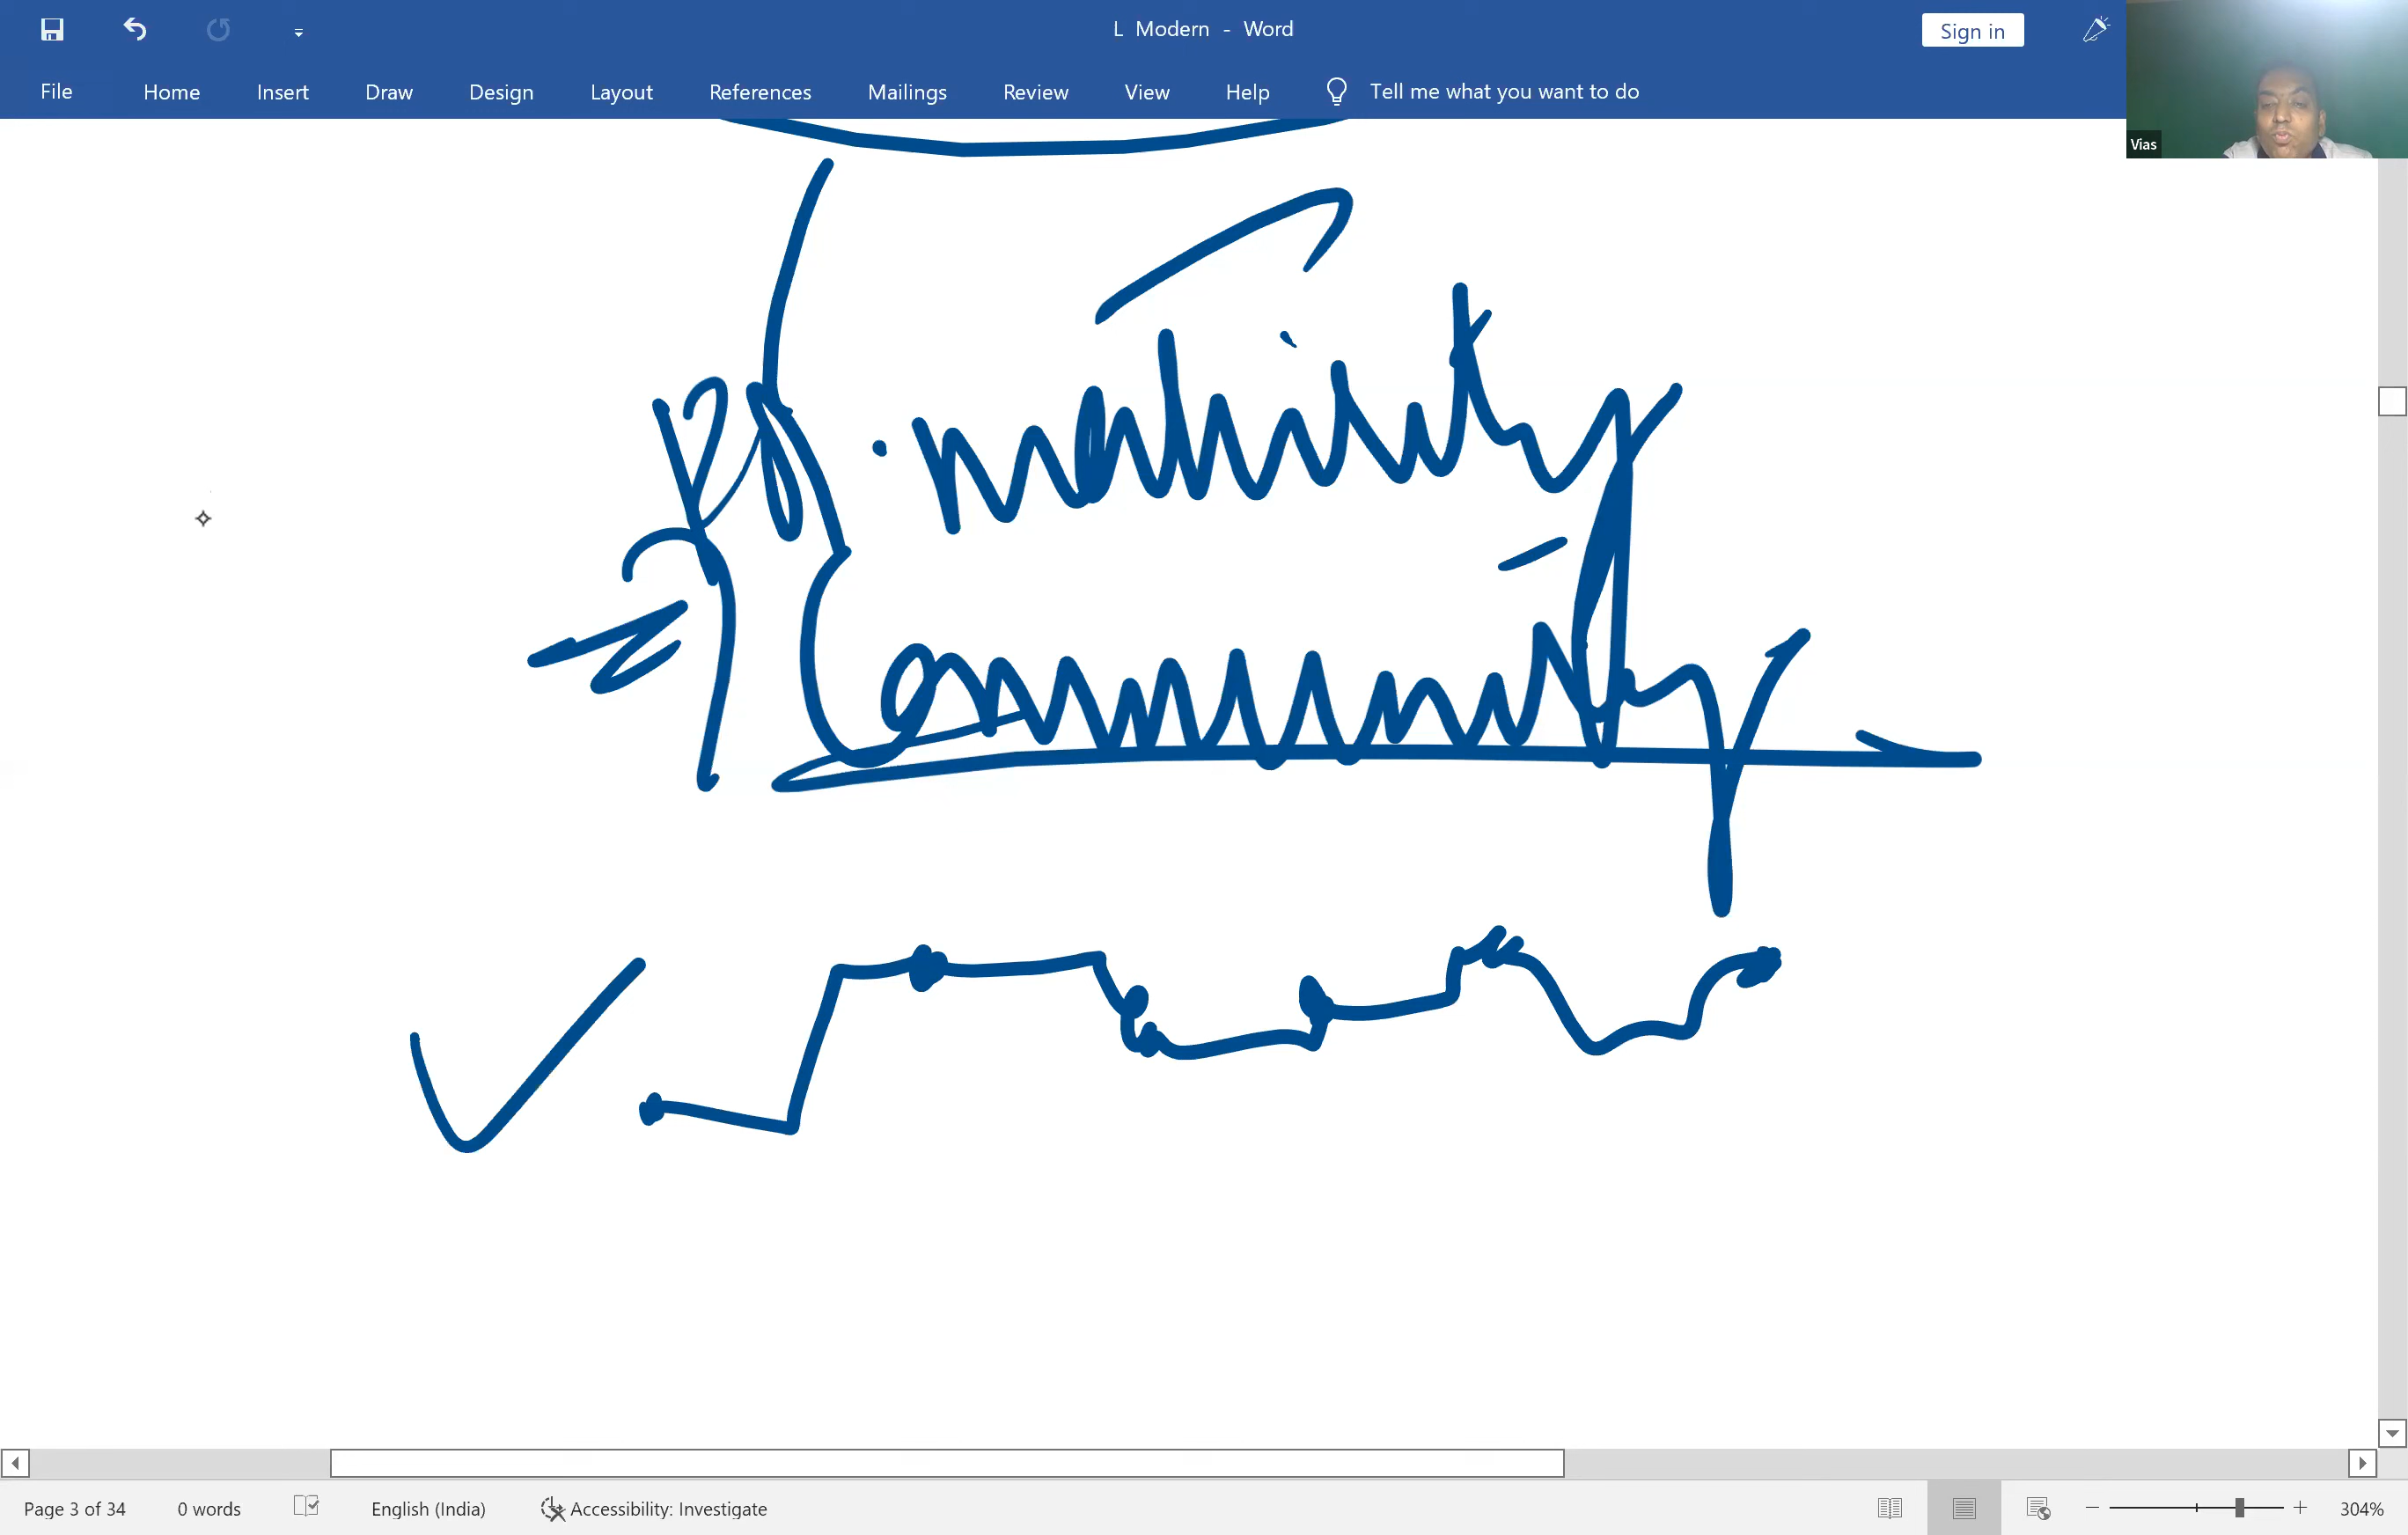 L Modern - Word
Sign in
File Home Insert Draw Design Layout References Mailings Review View Help Tell me what you want to do
Vias
Community
Page 3 of 34 0 words English (India) Accessibility: Investigate 304%